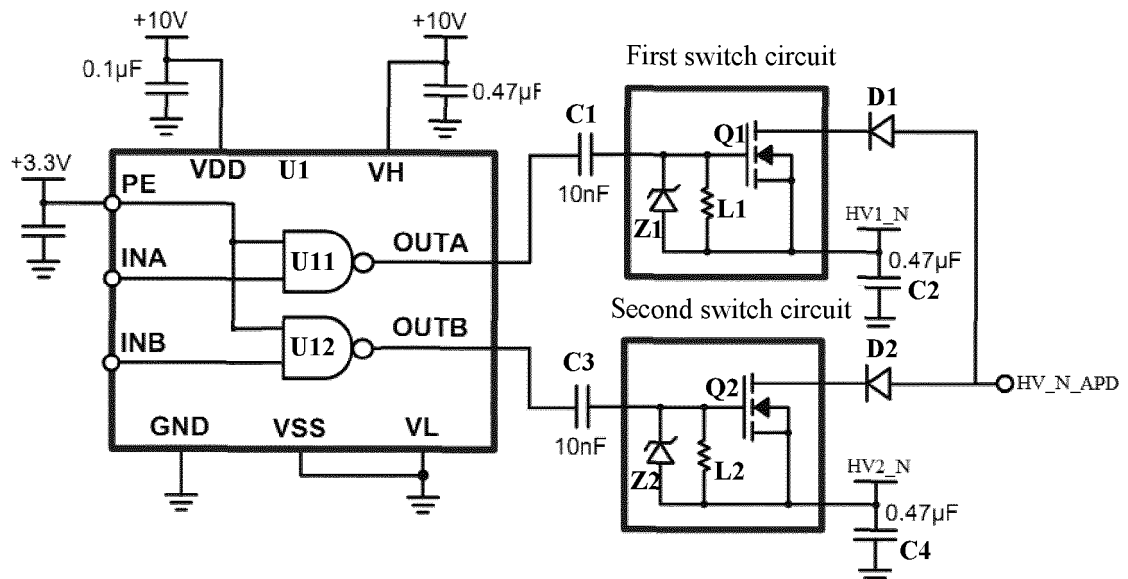 +10V
+10V
First switch circuit
0.1μF
0.47μF
C1
D1
Q1
+3.3V
VDD
U1
VH
PE
10nF
L1
HV1_N
Z1
0.47μF
INA
U11
OUTA
C2
Second switch circuit
INB
U12
OUTB
C3
D2
Q2
HV_N_APD
GND
VSS
VL
10nF
L2
HV2_N
Z2
0.47μF
C4